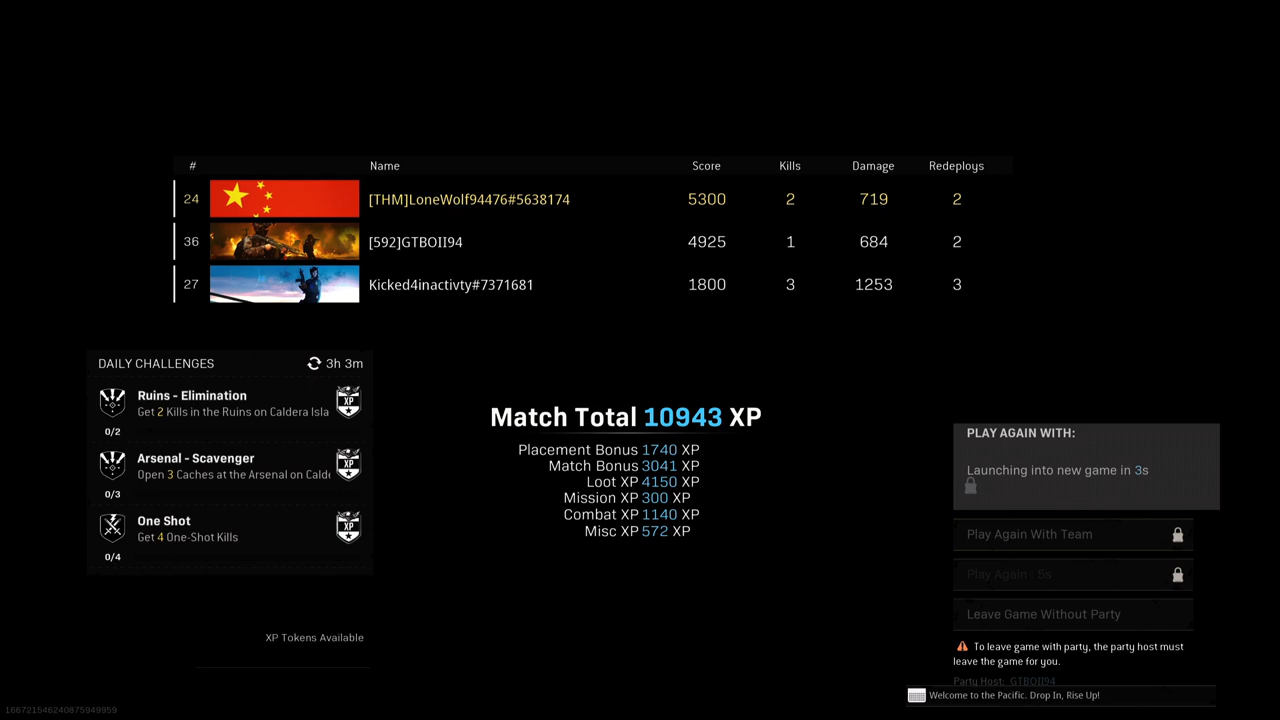 # Name Score Kills Damage Redeploys
24 [THM]LoneWolf94476#5638174 5300 2 719 2
36 [592]GTBOII94 4925 1 684 2
27 Kicked4inactivty#7371681 1800 3 1253 3
DAILY CHALLENGES 3h 3m
Ruins - Elimination
Get 2 Kills in the Ruins on Caldera Isla
XP
0/2
Arsenal - Scavenger
Open 3 Caches at the Arsenal on Calde
XP
0/3
One Shot
Get 4 One-Shot Kills
XP
0/4
XP Tokens Available
Match Total 10943 XP
Placement Bonus 1740 XP
Match Bonus 3041 XP
Loot XP 4150 XP
Mission XP 300 XP
Combat XP 1140 XP
Misc XP 572 XP
PLAY AGAIN WITH:
Launching into new game in 3s
Play Again With Team
Play Again : 5s
Leave Game Without Party
To leave game with party, the party host must
leave the game for you.
Party Host: GTBOII94
Welcome to the Pacific. Drop In, Rise Up!
166721546240875949959